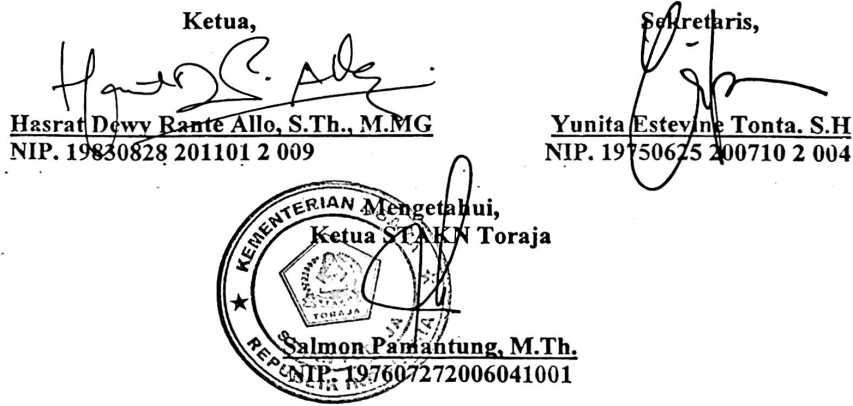 Ketua,
Hasrat Dewy Rante Allo, S.Th., M.MG
NIP. 19830828 201101 2 009
Sekretaris,
Yunita Estevine Tonta. S.H
NIP. 19750625 200710 2 004
Mengetahui,
Ketua STAKN Toraja
KEMENTERIAN AGAMA
TORAJA
REPUBLIK INDONESIA
Salmon Pamantung, M.Th.
NIP. 197607272006041001